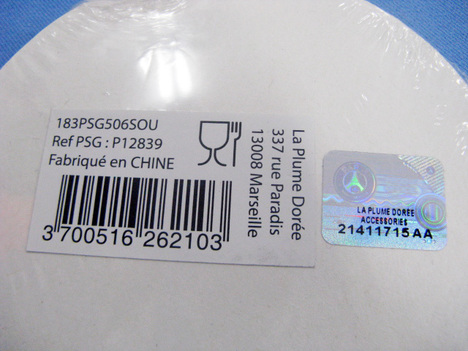 183PSG506SOU
Ref PSG : P12839
Fabriqué en CHINE
3 700516 262103
La Plume Dorée
337 rue Paradis
13008 Marseille
LA PLUME DORÉE
ACCESSORIES
21411715AA